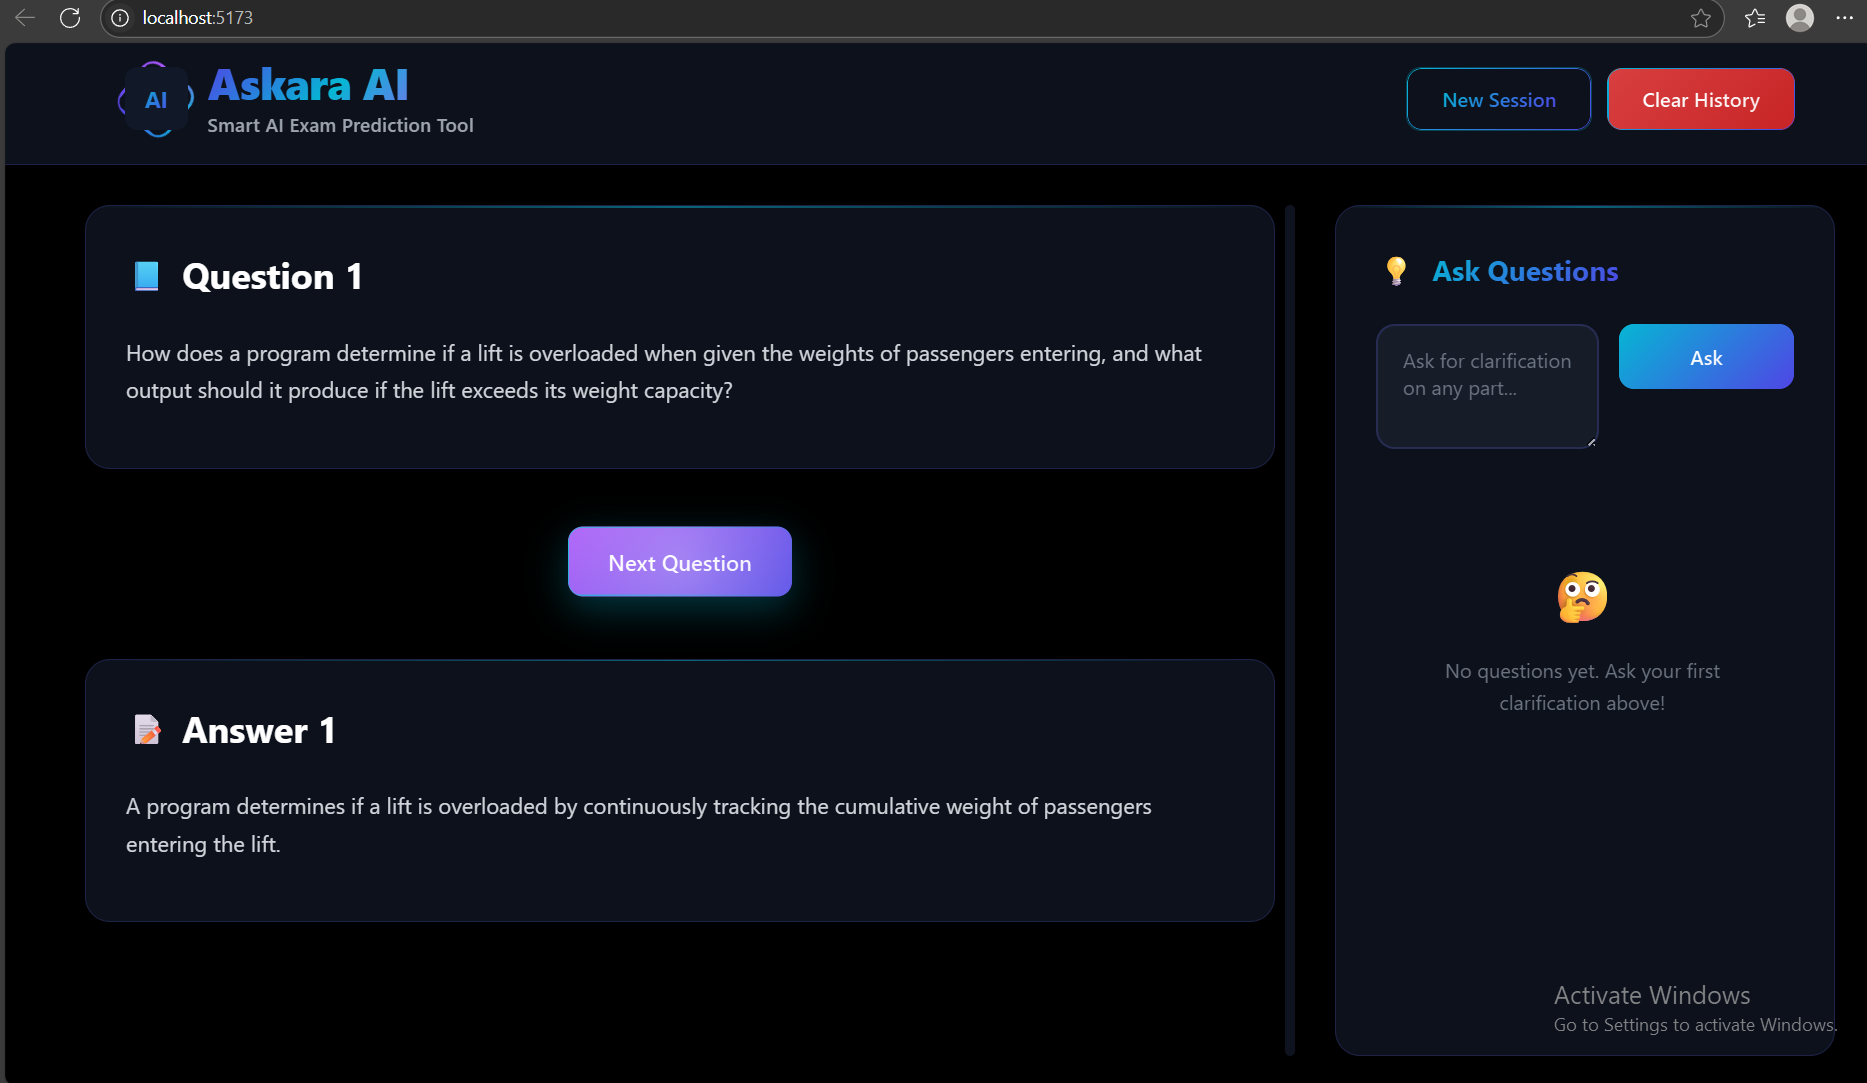 localhost:5173
AI
Askara AI
Smart AI Exam Prediction Tool
New Session
Clear History
Question 1
How does a program determine if a lift is overloaded when given the weights of passengers entering, and what
output should it produce if the lift exceeds its weight capacity?
Next Question
Answer 1
A program determines if a lift is overloaded by continuously tracking the cumulative weight of passengers
entering the lift.
Ask Questions
Ask for clarification
on any part...
Ask
No questions yet. Ask your first
clarification above!
Activate Windows
Go to Settings to activate Windows.